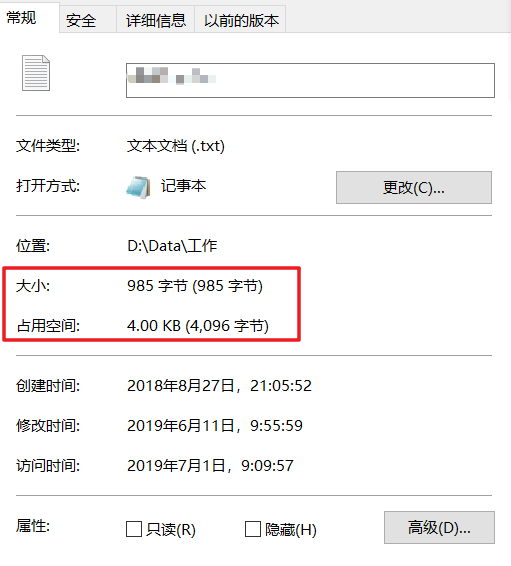 常规 安全 详细信息 以前的版本
文件类型: 文本文档 (.txt)
打开方式: 记事本 更改(C)...
位置: D:\Data\工作
大小: 985 字节 (985 字节)
占用空间: 4.00 KB (4,096 字节)
创建时间: 2018年8月27日，21:05:52
修改时间: 2019年6月11日，9:55:59
访问时间: 2019年7月1日，9:09:57
属性: 只读(R) 隐藏(H) 高级(D)...